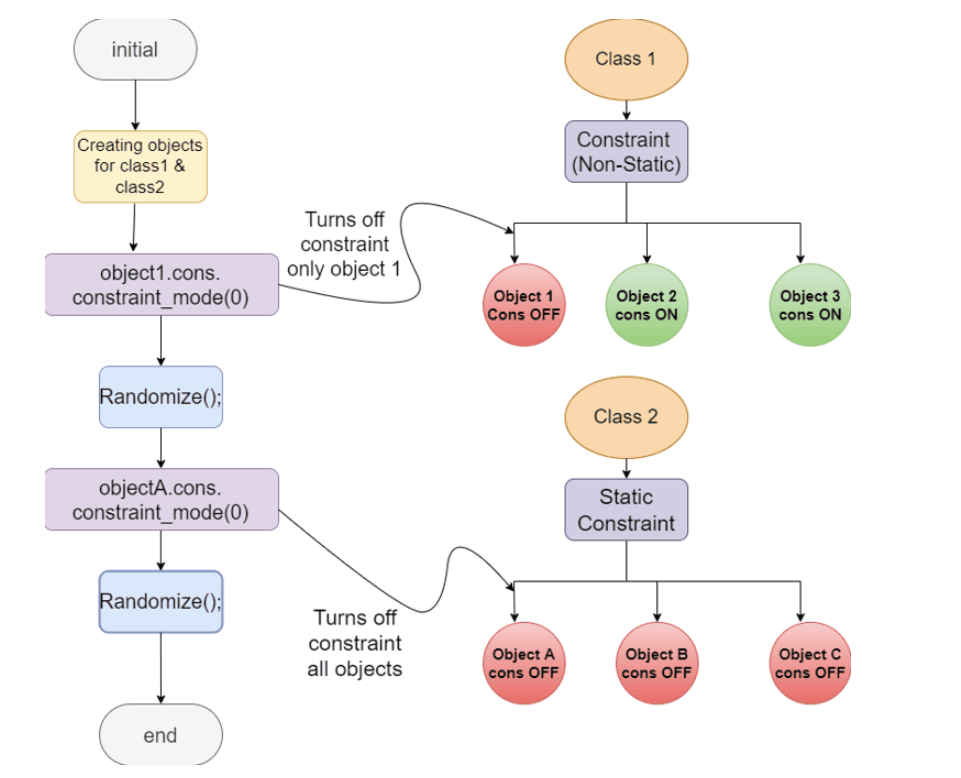 initial
Creating objects
for class1 &
class2
object1.cons.
constraint_mode(0)
Randomize();
objectA.cons.
constraint_mode(0)
Randomize();
end
Turns off
constraint
only object 1
Turns off
constraint
all objects
Class 1
Constraint
(Non-Static)
Object 1
Cons OFF
Object 2
cons ON
Object 3
cons ON
Class 2
Static
Constraint
Object A
cons OFF
Object B
cons OFF
Object C
cons OFF